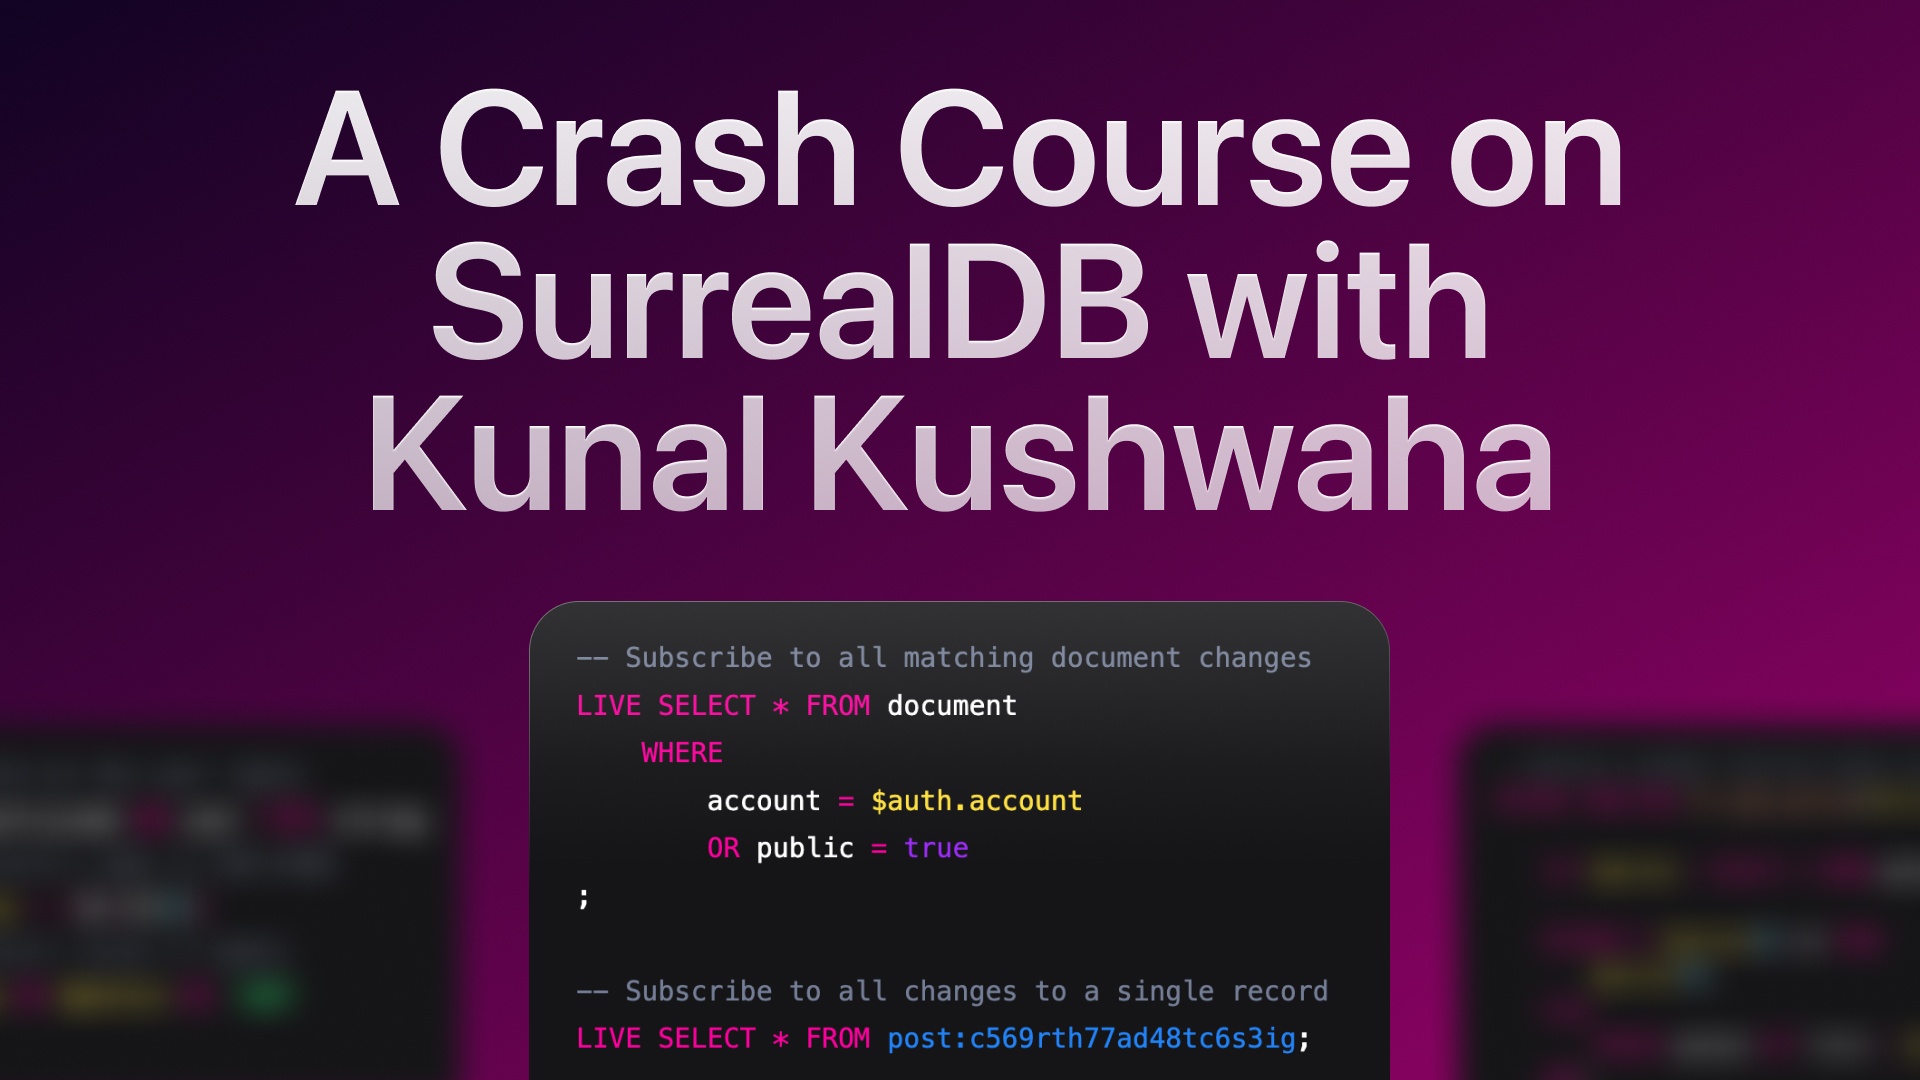 A Crash Course on
SurrealDB with
Kunal Kushwaha
-- Subscribe to all matching document changes
LIVE SELECT * FROM document
WHERE
account = $auth.account
OR public = true
;
-- Subscribe to all changes to a single record
LIVE SELECT * FROM post:c569rth77ad48tc6s3ig;